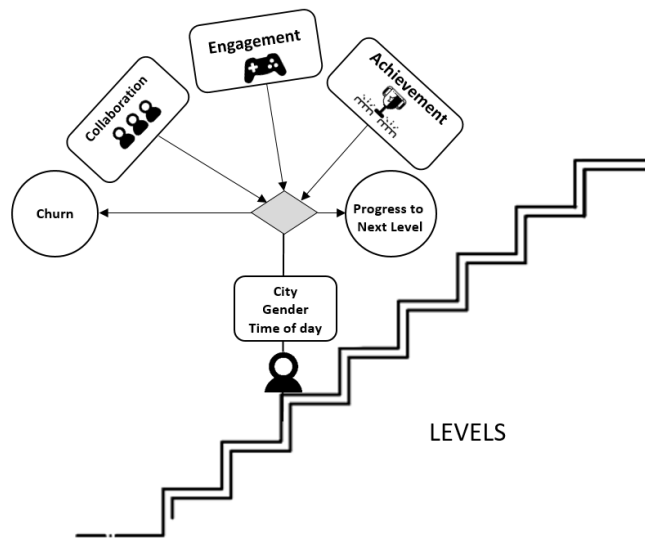 Engagement
Collaboration
Achievement
Churn
Progress to
Next Level
City
Gender
Time of day
LEVELS